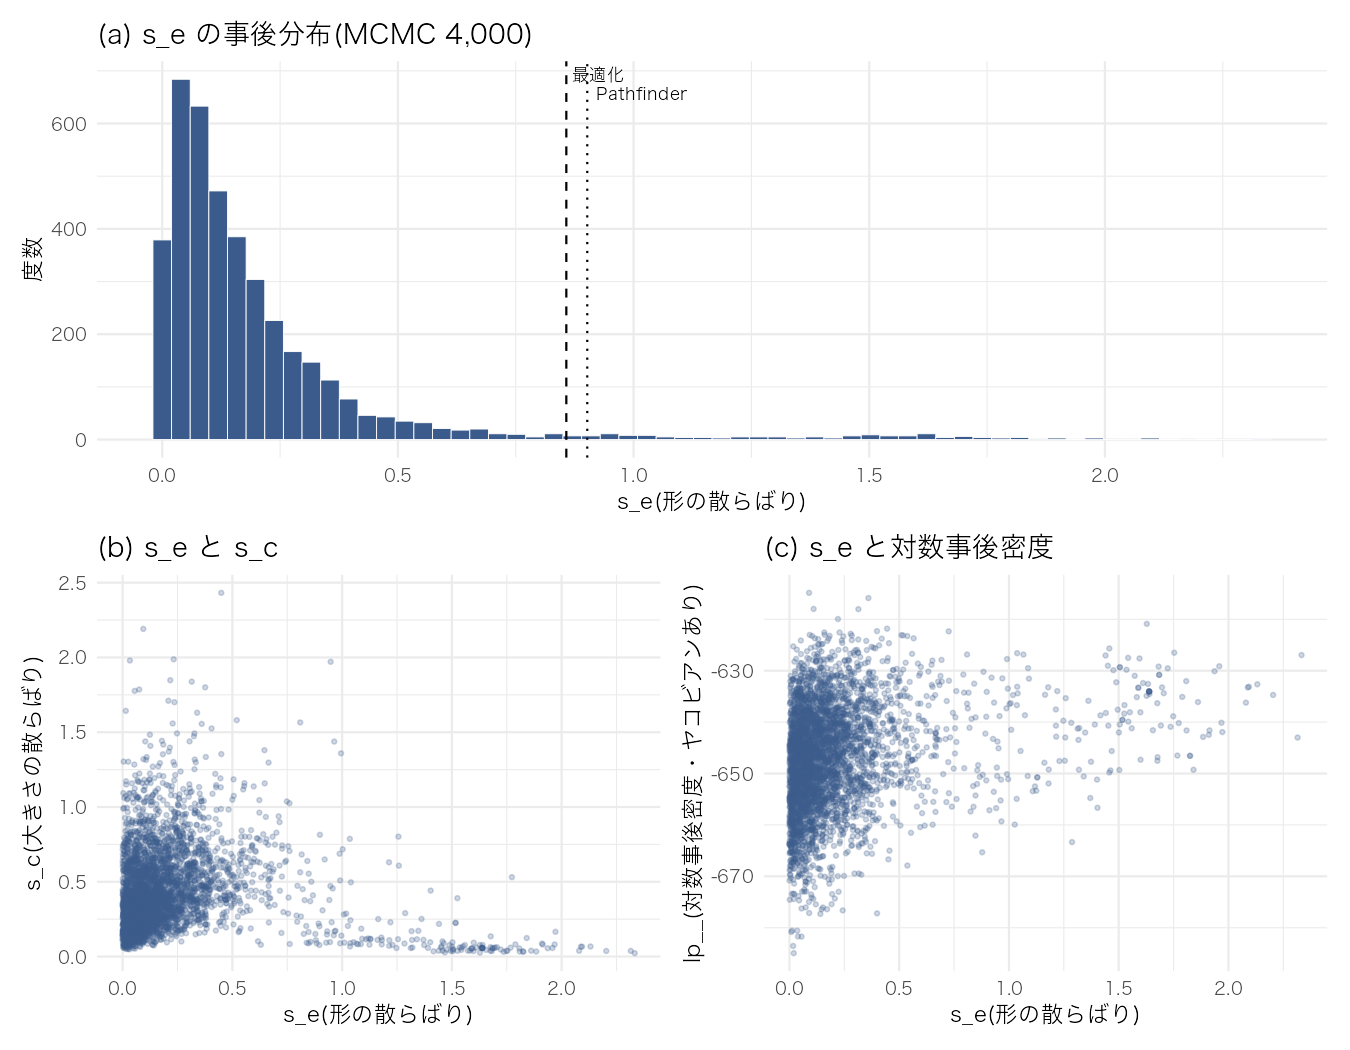 (a) s_e の事後分布(MCMC 4,000)
最適化
Pathfinder
600
400
200
0
度数
0.0 0.5 1.0 1.5 2.0
s_e(形の散らばり)
(b) s_e と s_c
2.5
2.0
1.5
1.0
0.5
0.0
s_c(大きさの散らばり)
0.0 0.5 1.0 1.5 2.0
s_e(形の散らばり)
(c) s_e と対数事後密度
-630
-650
-670
lp__(対数事後密度・ヤコビアンあり)
0.0 0.5 1.0 1.5 2.0
s_e(形の散らばり)